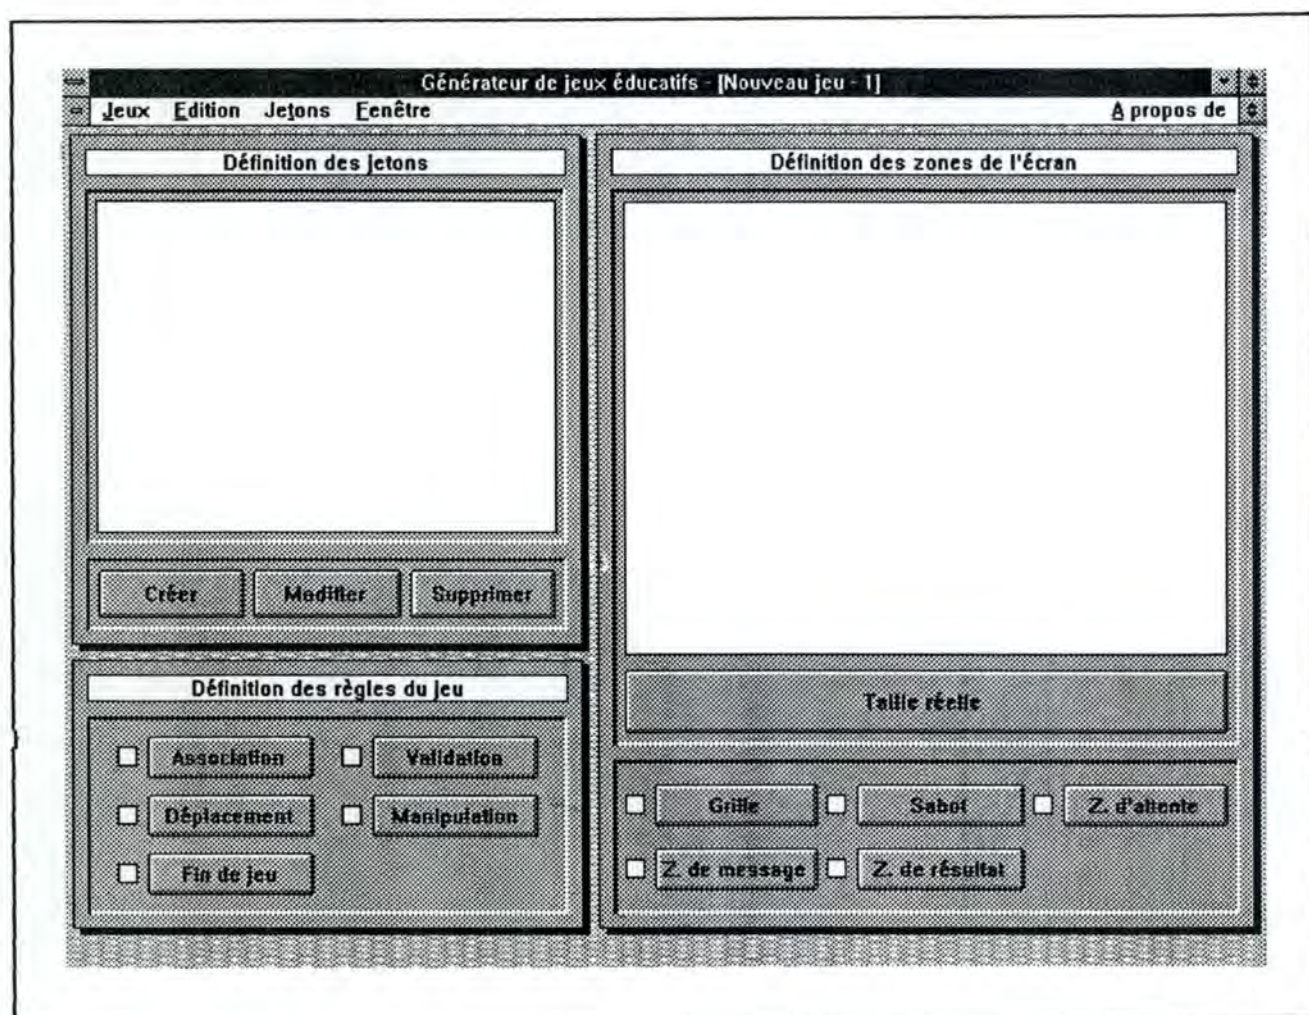 Générateur de jeux éducatifs - [Nouveau jeu - 1]
Jeux Edition Jetons Fenêtre A propos de
Définition des jetons
Créer Modifier Supprimer
Définition des règles du jeu
Association Validation
Déplacement Manipulation
Fin de jeu
Définition des zones de l'écran
Taille réelle
Grille Sabot Z. d'attente
Z. de message Z. de résultat